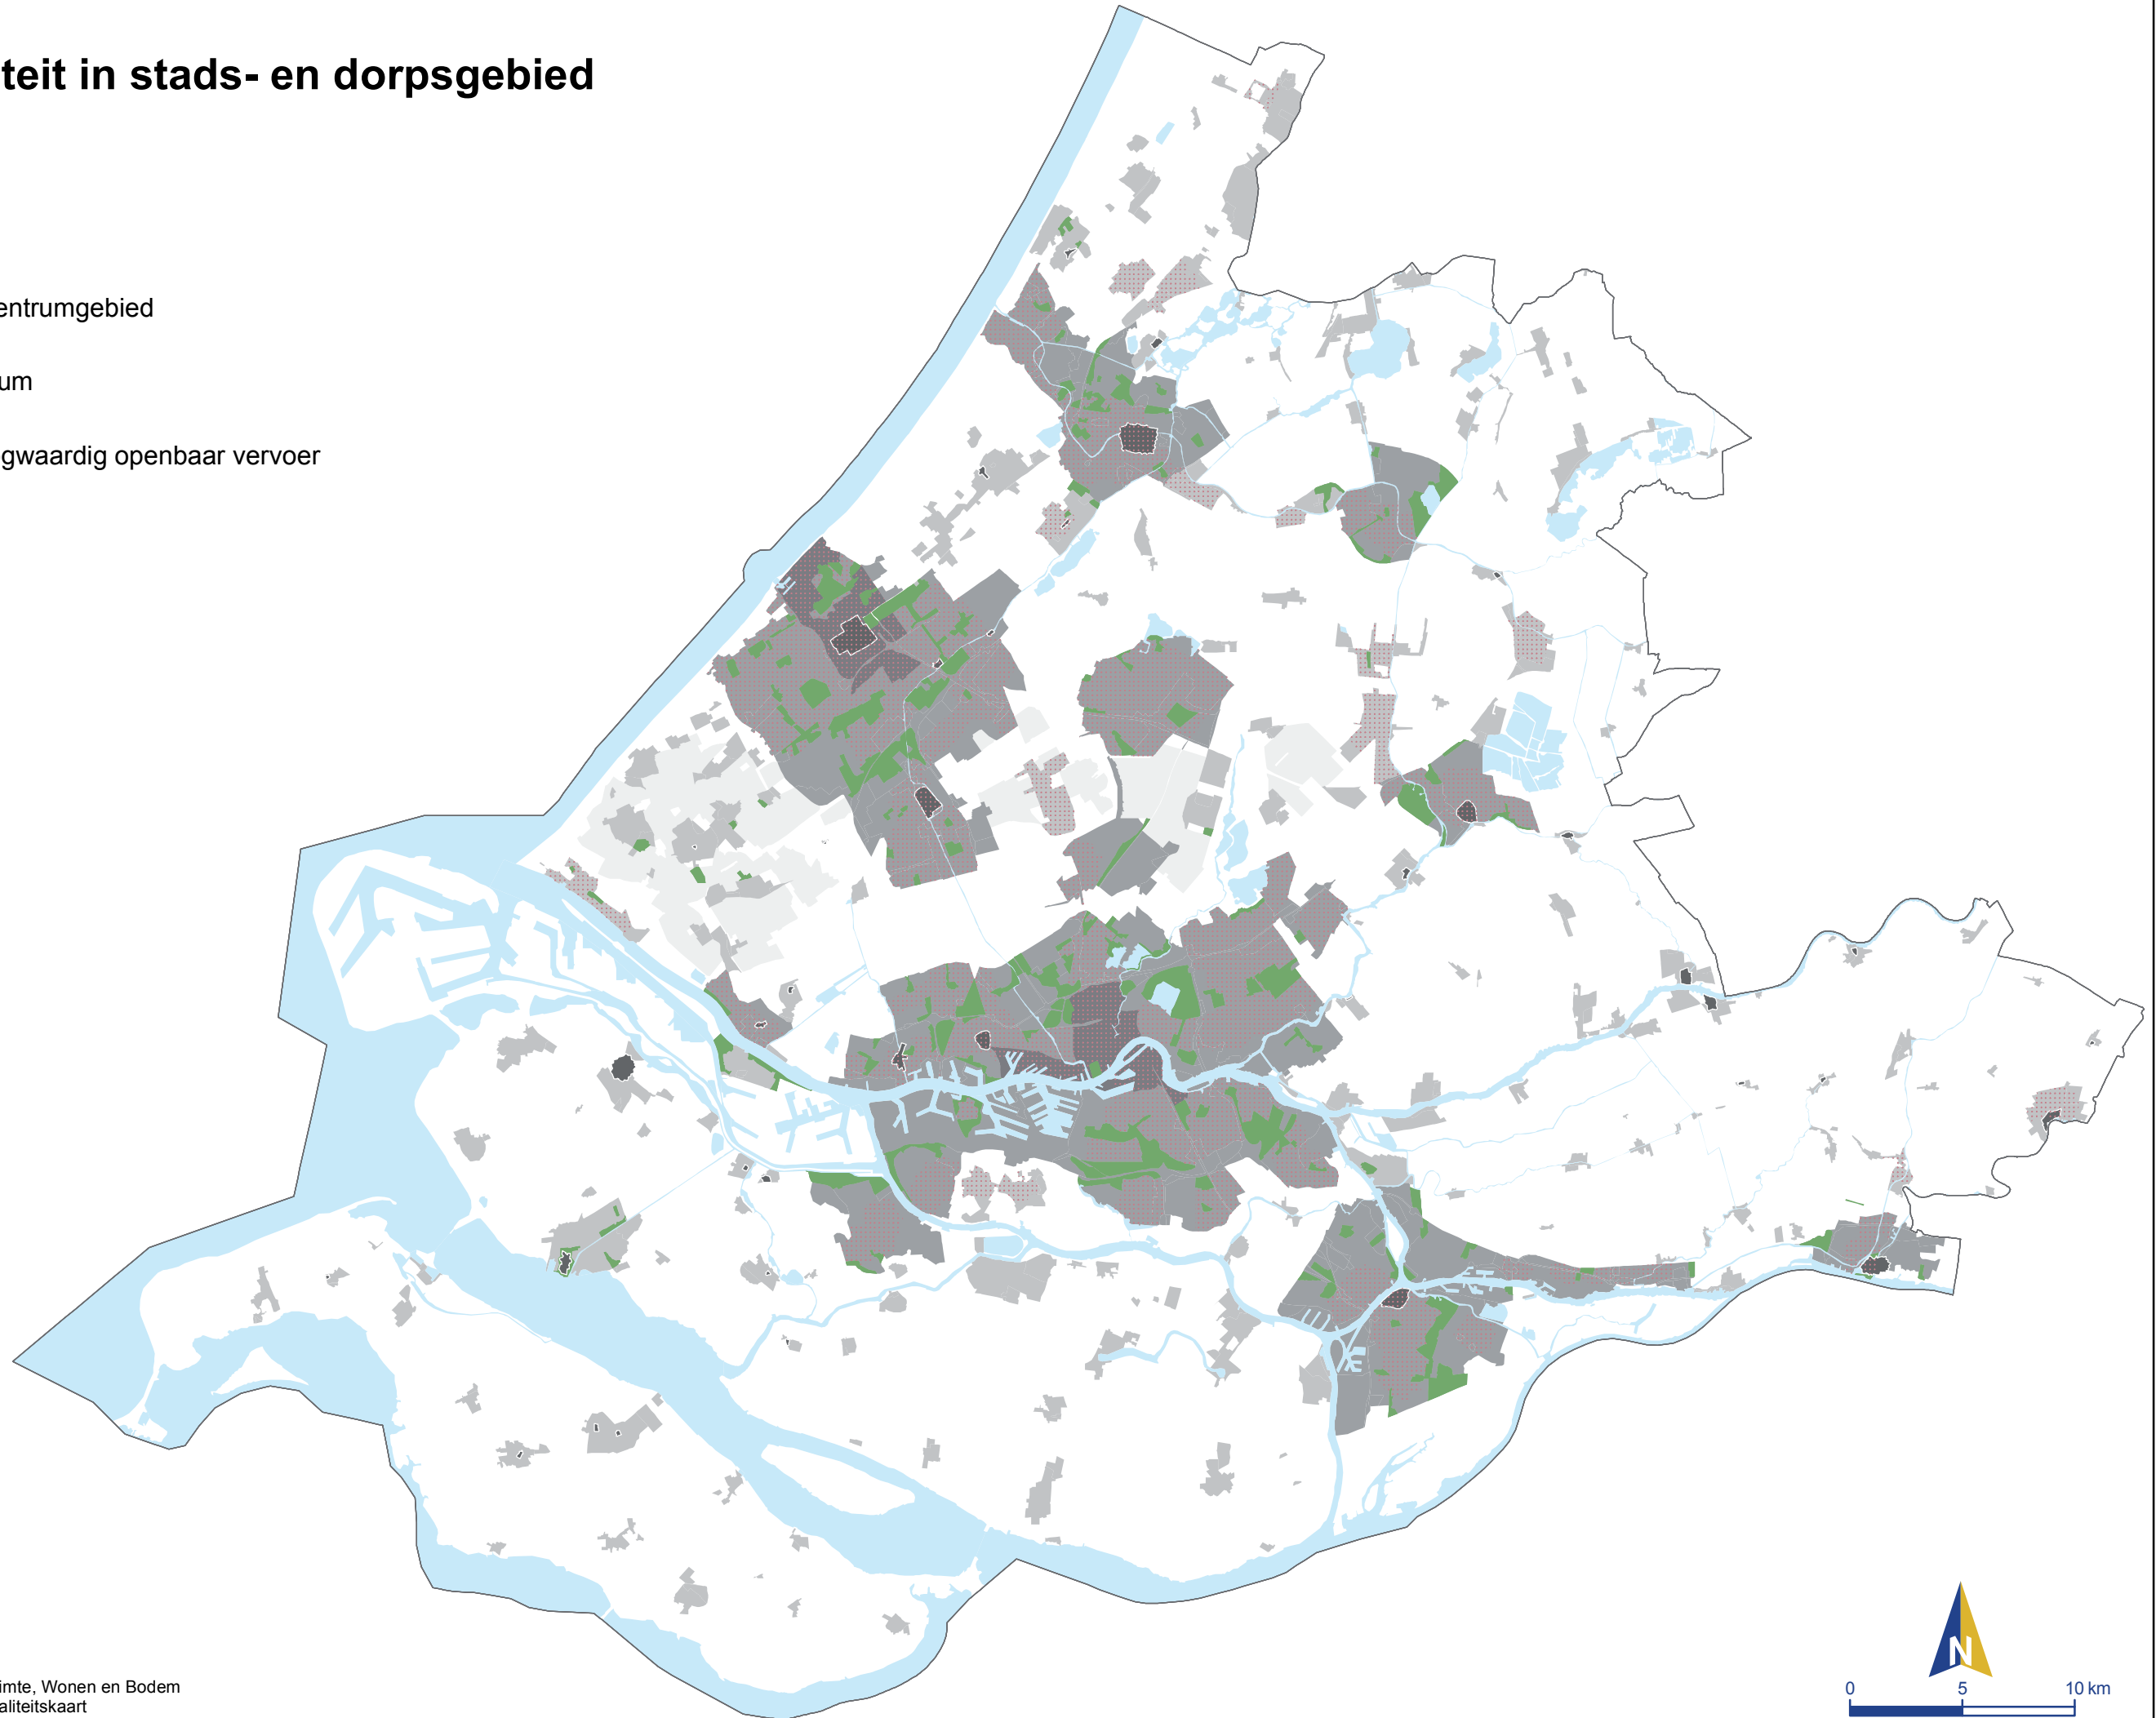 teit in stads- en dorpsgebied
entrumgebied
um
gwaardig openbaar vervoer
imte, Wonen en Bodem
aliteitskaart
N
0 5 10 km